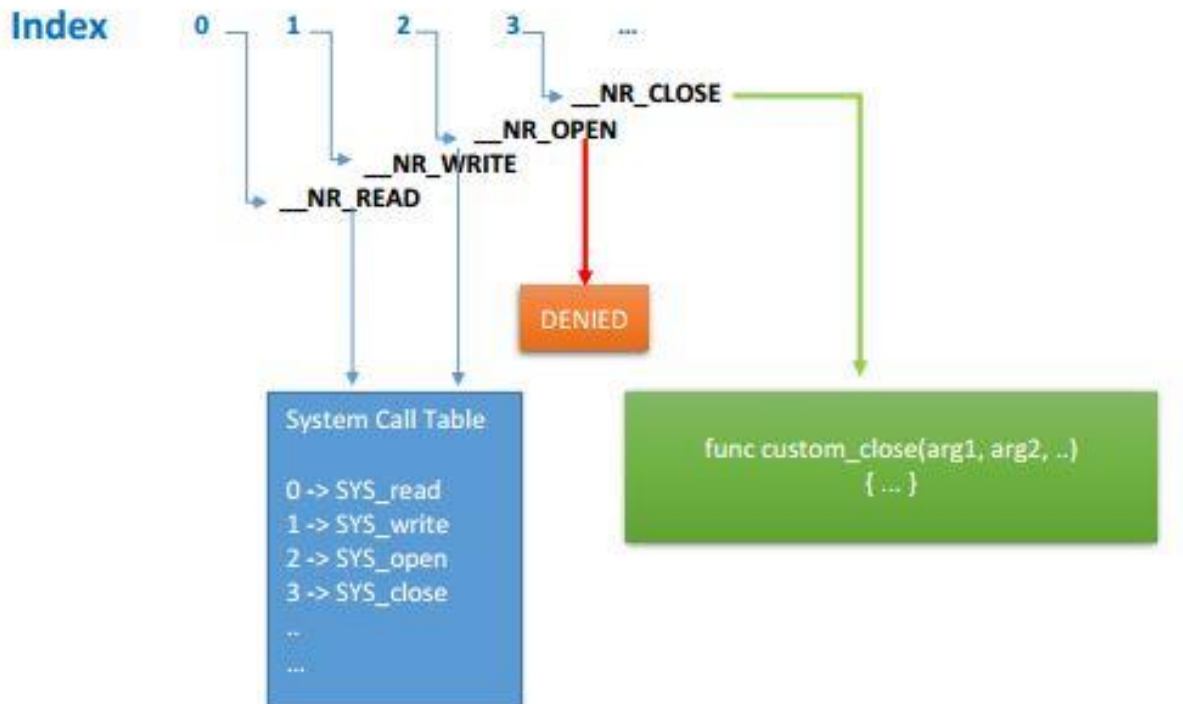 Index 0 1 2 3 ...
__NR_CLOSE
__NR_OPEN
__NR_WRITE
__NR_READ
DENIED
System Call Table
0 -> SYS_read
1 -> SYS_write
2 -> SYS_open
3 -> SYS_close
..
...
func custom_close(arg1, arg2, ..)
{ ... }